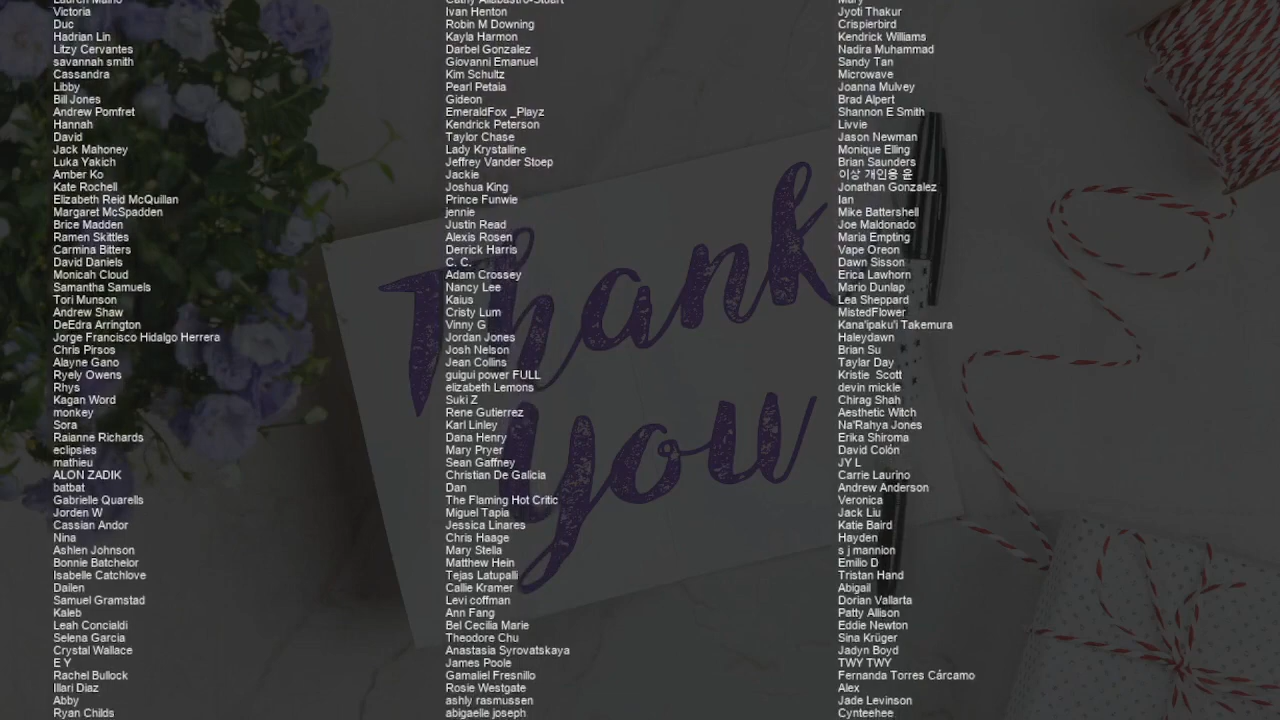 Victoria
Duc
Hadrian Lin
Litzy Cervantes
savannah smith
Cassandra
Libby
Bill Jones
Andrew Pomfret
Hannah
David
Jack Mahoney
Luka Yakich
Amber Ko
Kate Rochell
Elizabeth Reid McQuillan
Margaret McSpadden
Brice Madden
Ramen Skittles
Carmina Bitters
David Daniels
Monicah Cloud
Samantha Samuels
Tori Munson
Andrew Shaw
DeEdra Arrington
Jorge Francisco Hidalgo Herrera
Chris Pirsos
Alayne Gano
Ryely Owens
Rhys
Kagan Word
monkey
Sora
Raianne Richards
eclipsies
mathieu
ALON ZADIK
batbat
Gabrielle Quarells
Jorden W
Cassian Andor
Nina
Ashlen Johnson
Bonnie Batchelor
Isabelle Catchlove
Dailen
Samuel Gramstad
Kaleb
Leah Concialdi
Selena Garcia
Crystal Wallace
E Y
Rachel Bullock
Illari Diaz
Abby
Ryan Childs
Ivan Henton
Robin M Downing
Kayla Harmon
Darbel Gonzalez
Giovanni Emanuel
Kim Schultz
Pearl Petaia
Gideon
EmeraldFox _Playz
Kendrick Peterson
Taylor Chase
Lady Krystalline
Jeffrey Vander Stoep
Jackie
Joshua King
Prince Funwie
jennie
Justin Read
Alexis Rosen
Derrick Harris
C. C.
Adam Crossey
Nancy Lee
Kaius
Cristy Lum
Vinny G
Jordan Jones
Josh Nelson
Jean Collins
guigui power FULL
elizabeth Lemons
Suki Z
Rene Gutierrez
Karl Linley
Dana Henry
Mary Pryer
Sean Gaffney
Christian De Galicia
Dan
The Flaming Hot Critic
Miguel Tapia
Jessica Linares
Chris Haage
Mary Stella
Matthew Hein
Tejas Latupalli
Callie Kramer
Levi coffman
Ann Fang
Bel Cecilia Marie
Theodore Chu
Anastasia Syrovatskaya
James Poole
Gamaliel Fresnillo
Rosie Westgate
ashly rasmussen
abigaelle joseph
Jyoti Thakur
Crispierbird
Kendrick Williams
Nadira Muhammad
Sandy Tan
Microwave
Joanna Mulvey
Brad Alpert
Shannon E Smith
Livvie
Jason Newman
Monique Elling
Brian Saunders
이상 개인용 윤
Jonathan Gonzalez
Ian
Mike Battershell
Joe Maldonado
Maria Empting
Vape Oreon
Dawn Sisson
Erica Lawhorn
Mario Dunlap
Lea Sheppard
MistedFlower
Kana'ipaku'i Takemura
Haleydawn
Brian Su
Taylar Day
Kristie Scott
devin mickle
Chirag Shah
Aesthetic Witch
Na'Rahya Jones
Erika Shiroma
David Colón
JY L
Carrie Laurino
Andrew Anderson
Veronica
Jack Liu
Katie Baird
Hayden
s j mannion
Emilio D
Tristan Hand
Abigail
Dorian Vallarta
Patty Allison
Eddie Newton
Sina Krüger
Jadyn Boyd
TWY TWY
Fernanda Torres Cárcamo
Alex
Jade Levinson
Cynteehee
Thank
you